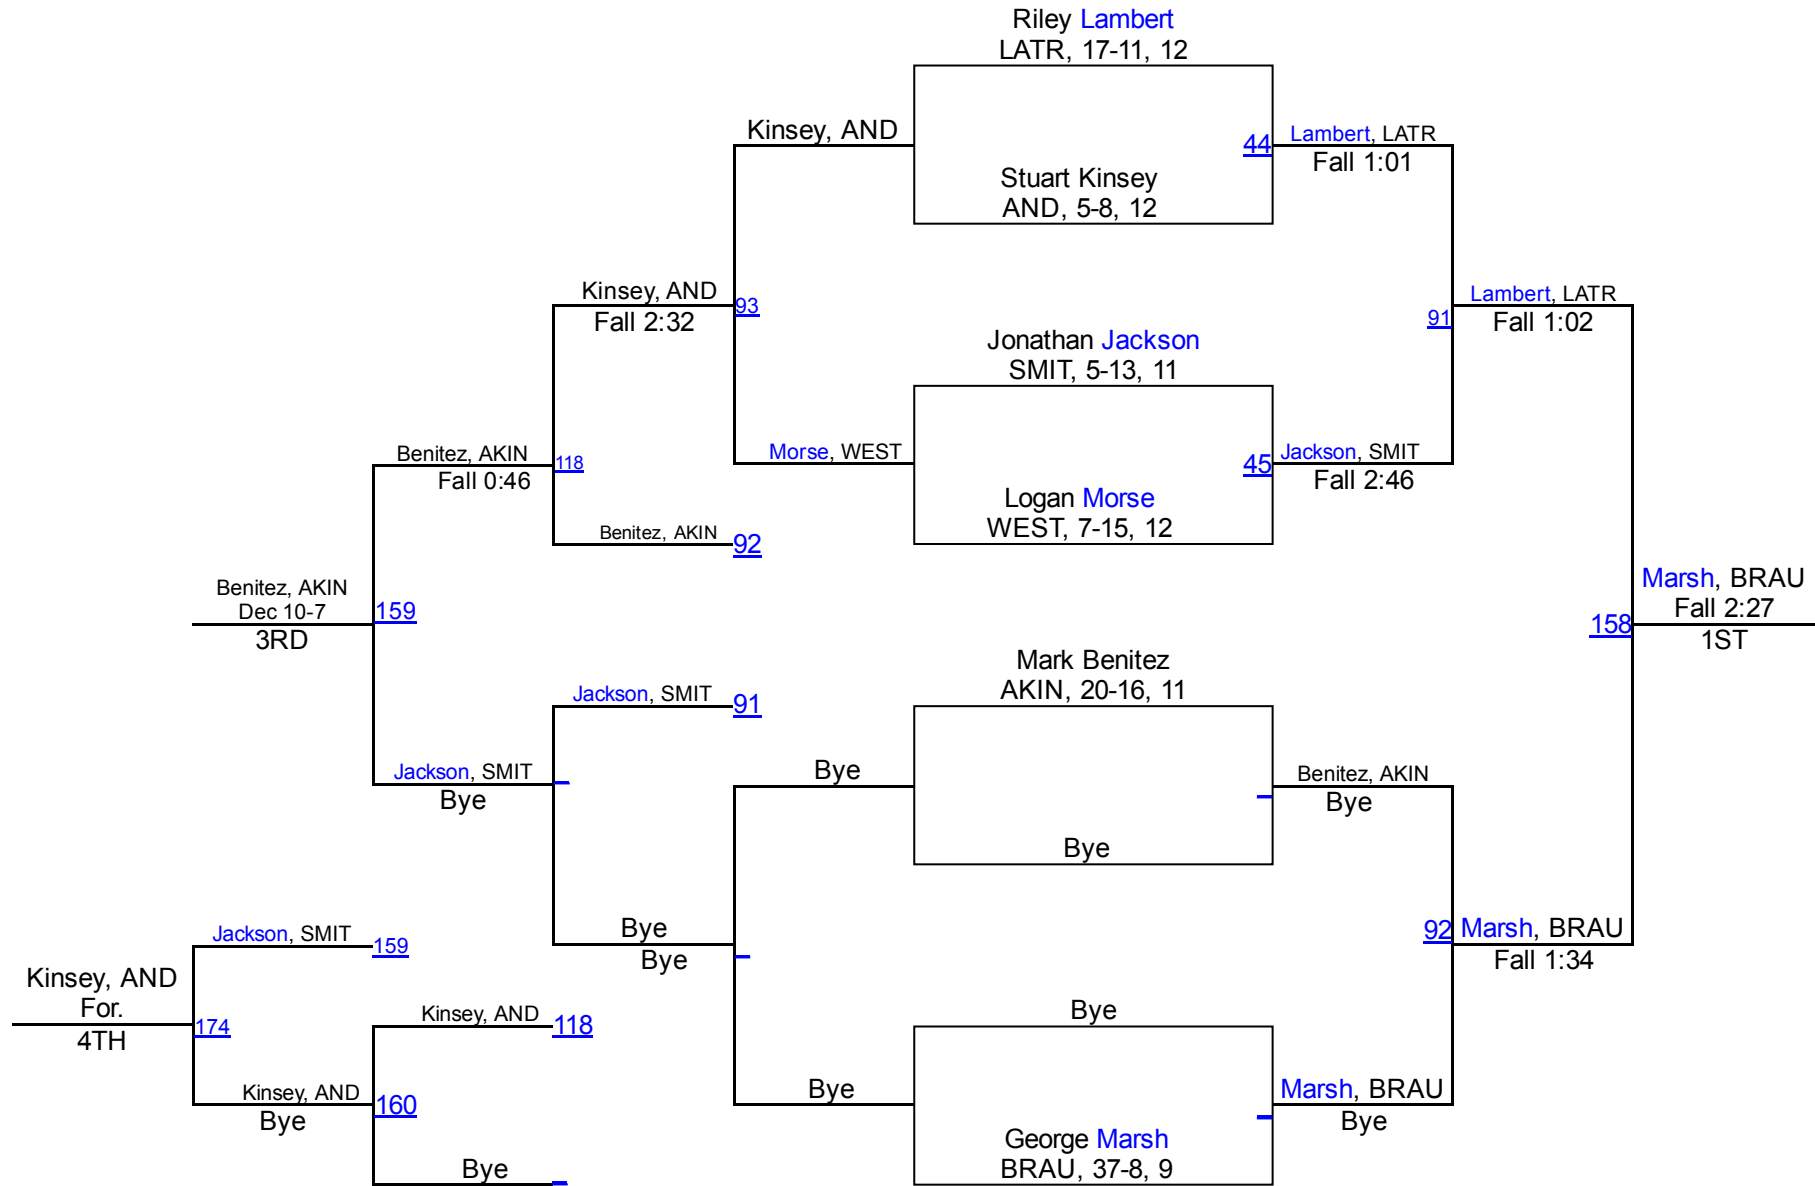 Riley Lambert
LATR, 17-11, 12
Kinsey, AND
44
Lambert, LATR
Fall 1:01
Stuart Kinsey
AND, 5-8, 12
Kinsey, AND
Fall 2:32
93
Lambert, LATR
Fall 1:02
91
Jonathan Jackson
SMIT, 5-13, 11
Morse, WEST
45
Jackson, SMIT
Fall 2:46
Logan Morse
WEST, 7-15, 12
Benitez, AKIN
Fall 0:46
118
Benitez, AKIN
92
Benitez, AKIN
Dec 10-7
3RD
159
Marsh, BRAU
Fall 2:27
1ST
158
Mark Benitez
AKIN, 20-16, 11
Jackson, SMIT
91
Jackson, SMIT
Bye
Bye
Benitez, AKIN
Bye
Bye
Bye
Bye
92
Marsh, BRAU
Fall 1:34
Jackson, SMIT
159
Kinsey, AND
For.
4TH
174
Kinsey, AND
118
Bye
Kinsey, AND
Bye
160
Bye
Marsh, BRAU
Bye
George Marsh
BRAU, 37-8, 9
Bye